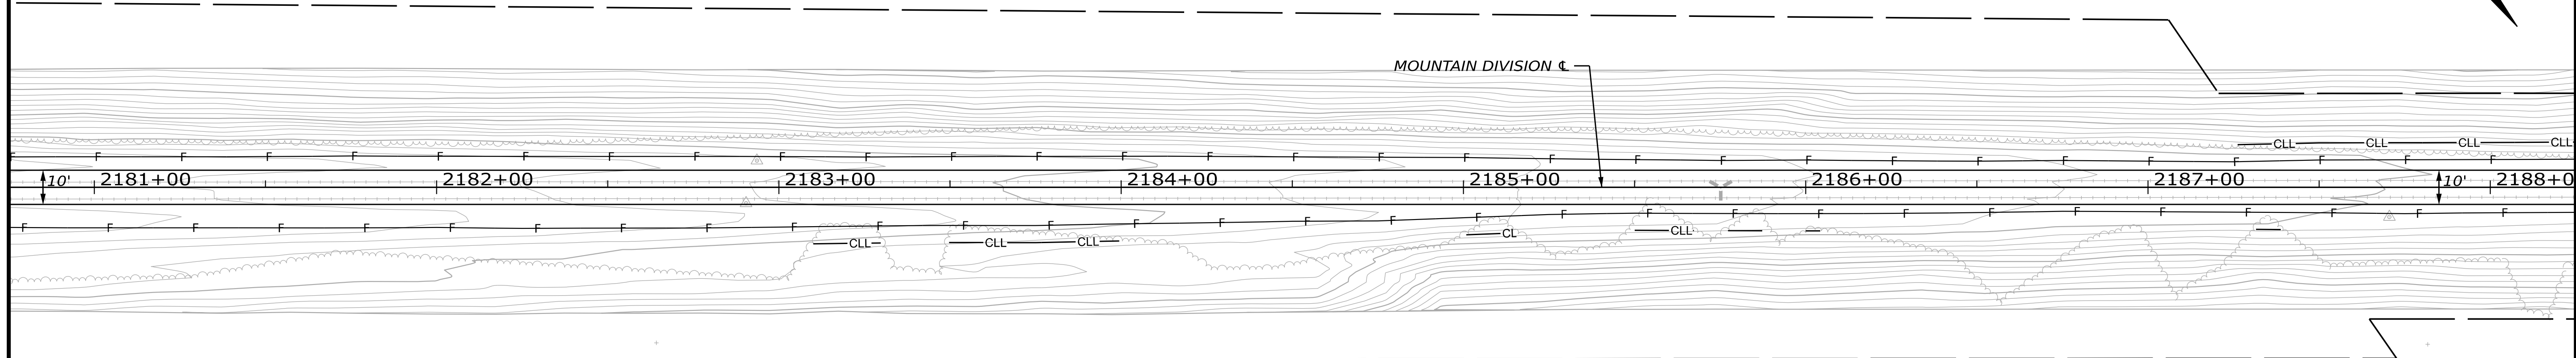 MOUNTAIN DIVISION ℄
CLL CLL CLL CLL
F F F F F F F F F F F F F F F F F F F F F F F F F F F F F F
10' 2181+00 2182+00 2183+00 2184+00 2185+00 2186+00 2187+00 10' 2188+0
F F F F F F F F F F F F F F F F F F F F F F F F F F F F F F
CLL CLL CLL CL CLL